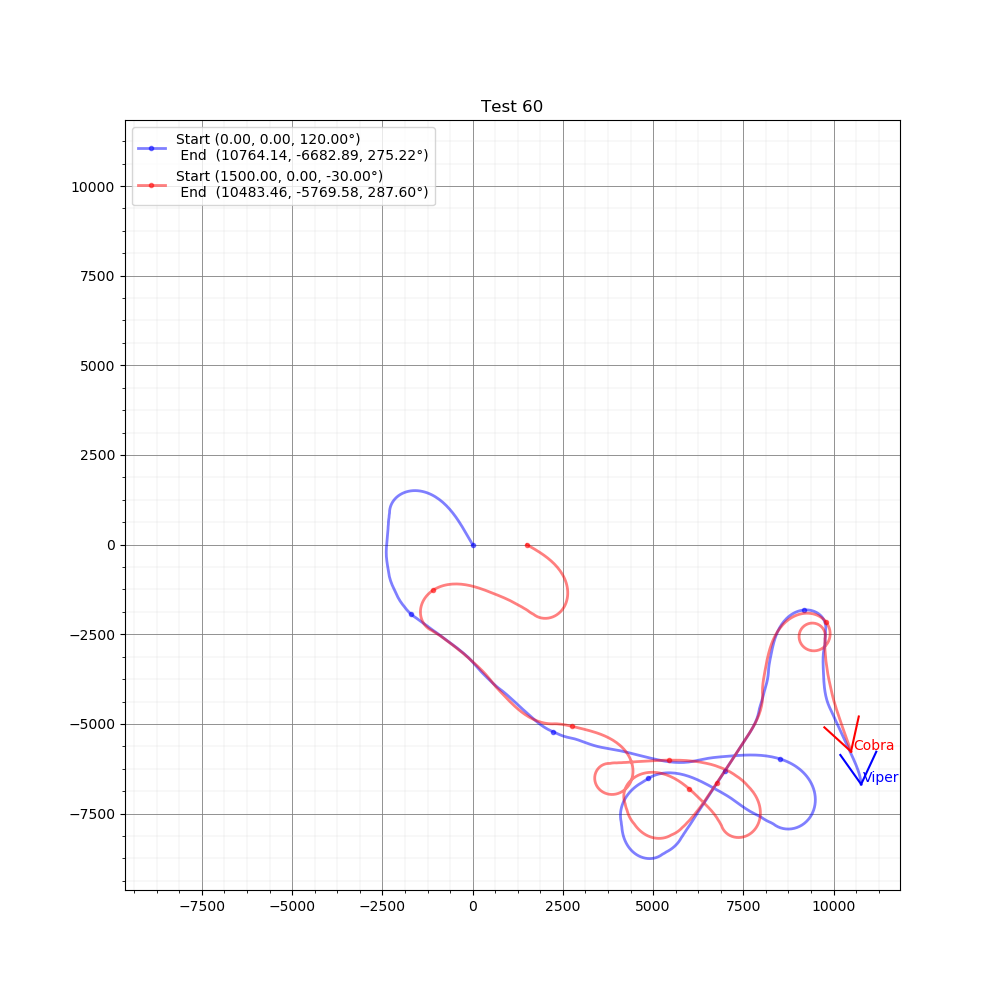 Test 60
Start (0.00, 0.00, 120.00°)
End (10764.14, -6682.89, 275.22°)
Start (1500.00, 0.00, -30.00°)
End (10483.46, -5769.58, 287.60°)
10000
7500
5000
2500
0
−2500
−5000
−7500
Cobra
Viper
−7500 −5000 −2500 0 2500 5000 7500 10000